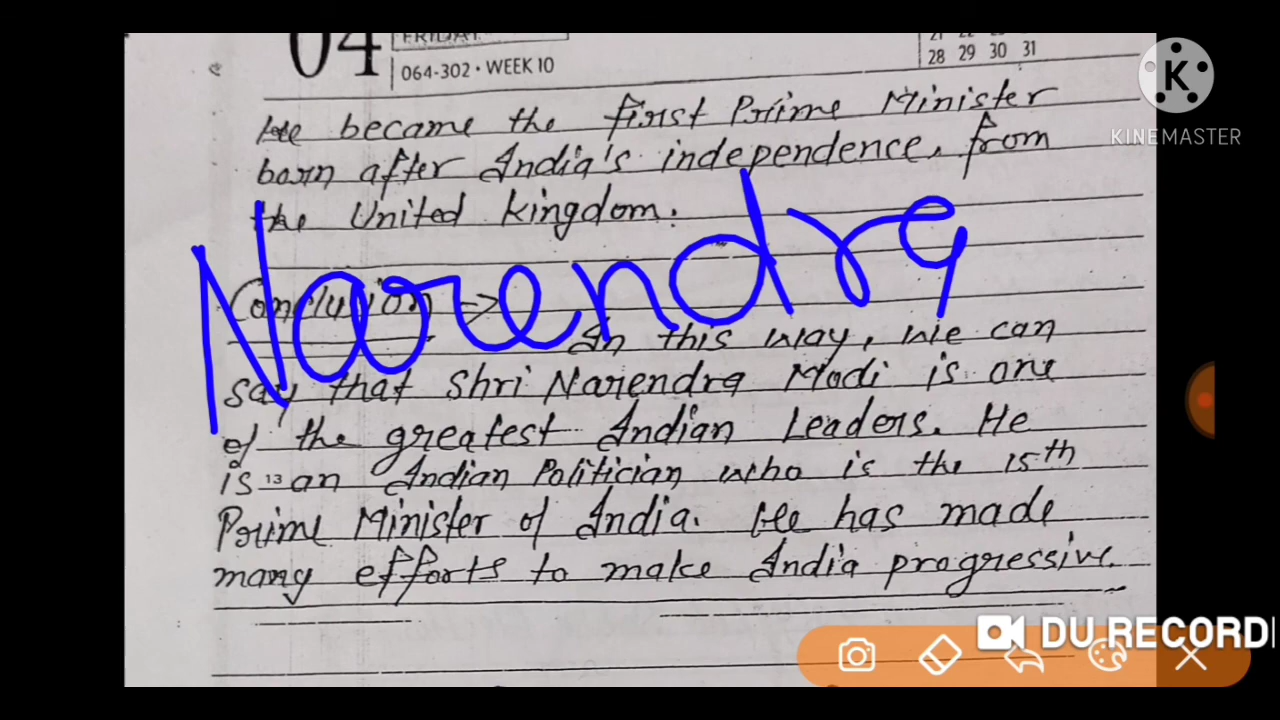 04
FRIDAY
064-302 • WEEK 10
28 29 30 31
K
KINEMASTER
He became the first Prime Minister
born after India's independence, from
the United Kingdom.
Narendra
Conclusion →
In this way, we can
say that Shri Narendra Modi is one
of the greatest Indian Leaders. He
is an Indian Politician who is the 15th
13
Prime Minister of India. He has made
many efforts to make India progressive.
DU RECORD